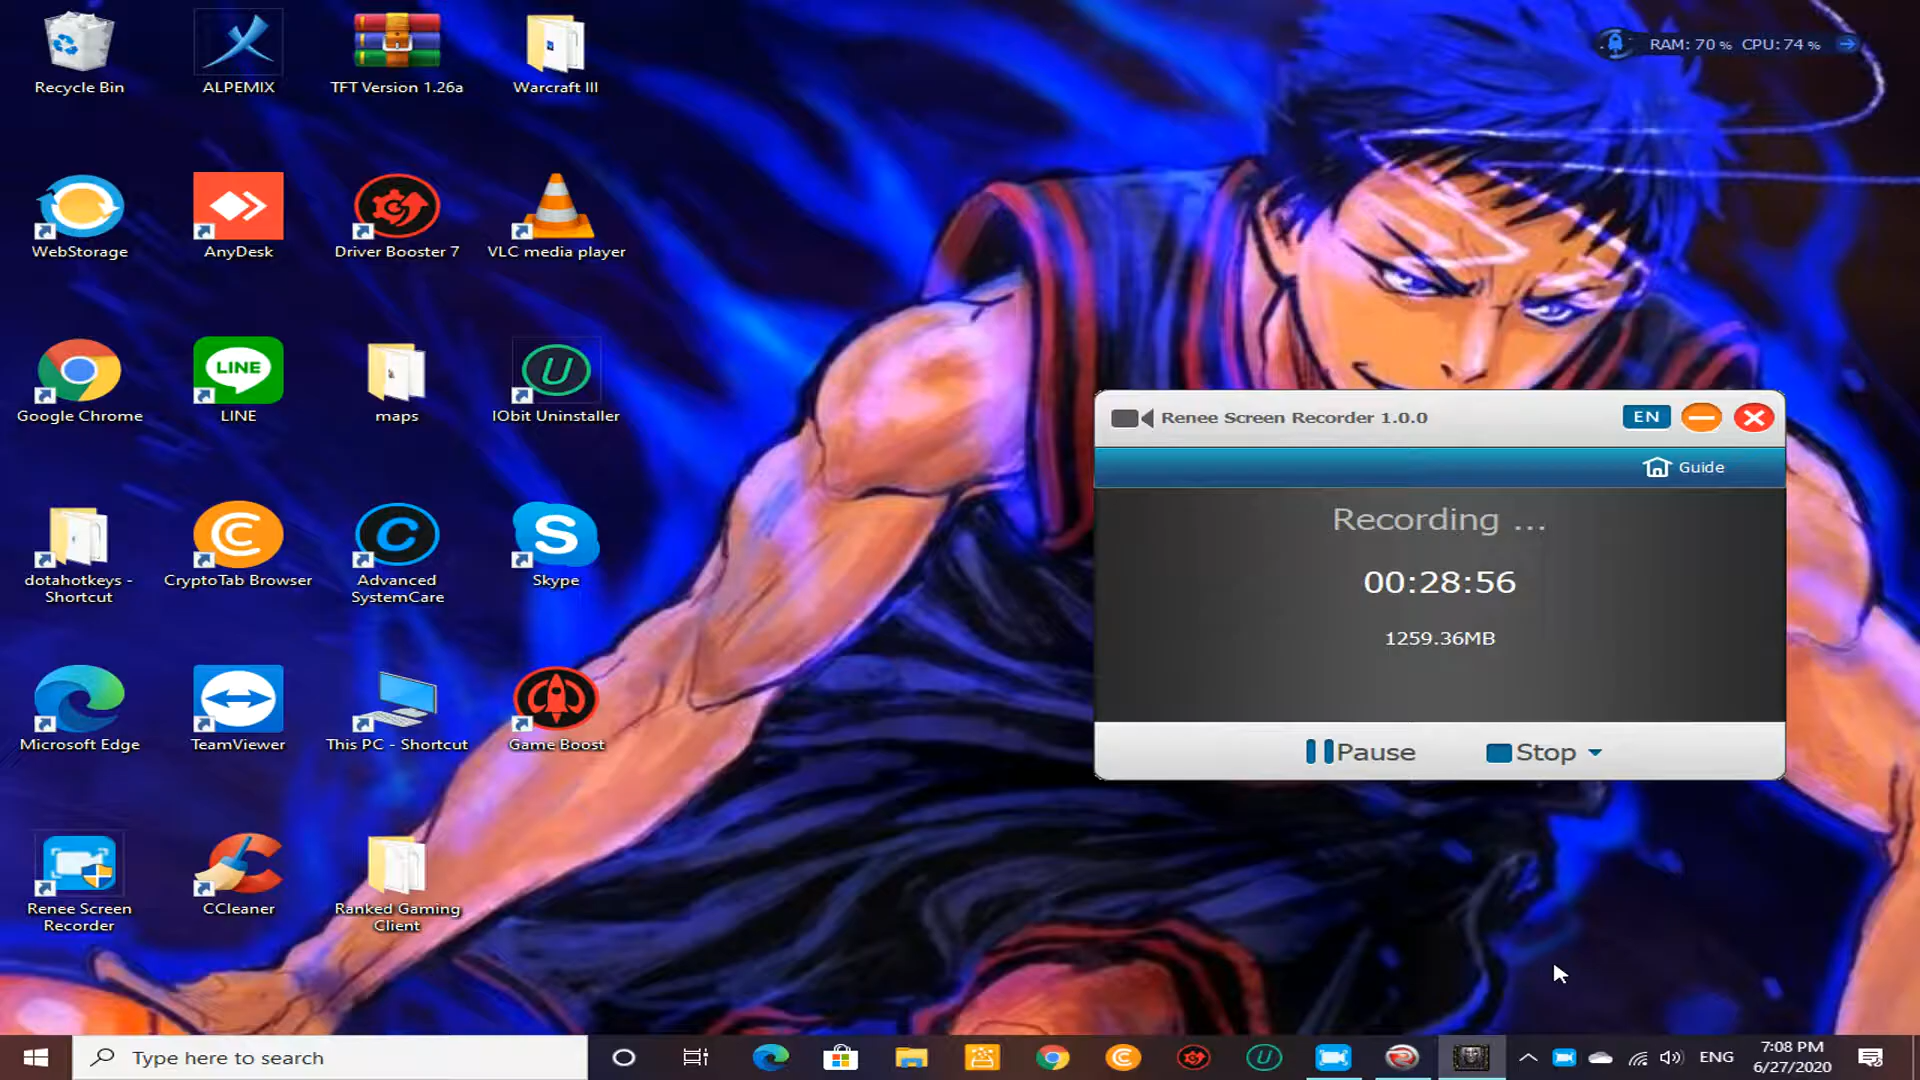 RAM: 70 % CPU: 74 %
Recycle Bin
ALPEMIX
TFT Version 1.26a
Warcraft III
WebStorage
AnyDesk
Driver Booster 7
VLC media player
Google Chrome
LINE
LINE
maps
U
IObit Uninstaller
dotahotkeys -
Shortcut
CryptoTab Browser
Advanced
SystemCare
Skype
Microsoft Edge
TeamViewer
This PC - Shortcut
Game Boost
Renee Screen
Recorder
CCleaner
Ranked Gaming
Client
Renee Screen Recorder 1.0.0
EN
Guide
Recording ...
00:28:56
1259.36MB
Pause
Stop
Type here to search
ENG
7:08 PM
6/27/2020